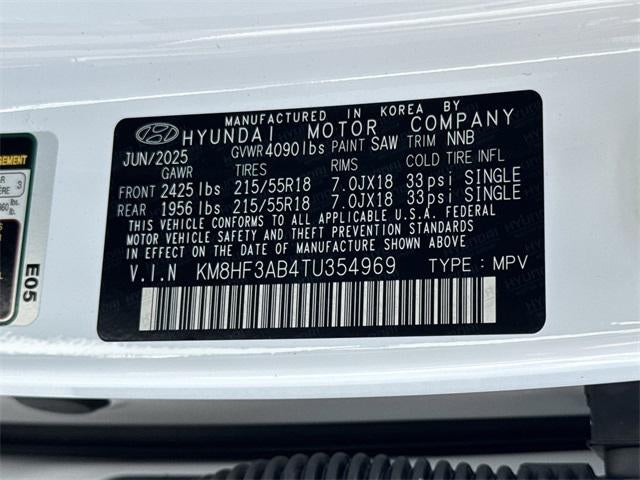 MANUFACTURED IN KOREA BY
HYUNDAI MOTOR COMPANY
JUN/2025 GVWR 4090 lbs PAINT SAW TRIM NNB
GAWR TIRES RIMS COLD TIRE INFL
FRONT 2425 lbs 215/55R18 7.0JX18 33psi SINGLE
REAR 1956 lbs 215/55R18 7.0JX18 33psi SINGLE
THIS VEHICLE CONFORMS TO ALL APPLICABLE U.S.A. FEDERAL
MOTOR VEHICLE SAFETY AND THEFT PREVENTION STANDARDS
IN EFFECT ON THE DATE OF MANUFACTURE SHOWN ABOVE.
V.I.N KM8HF3AB4TU354969 TYPE : MPV
E05